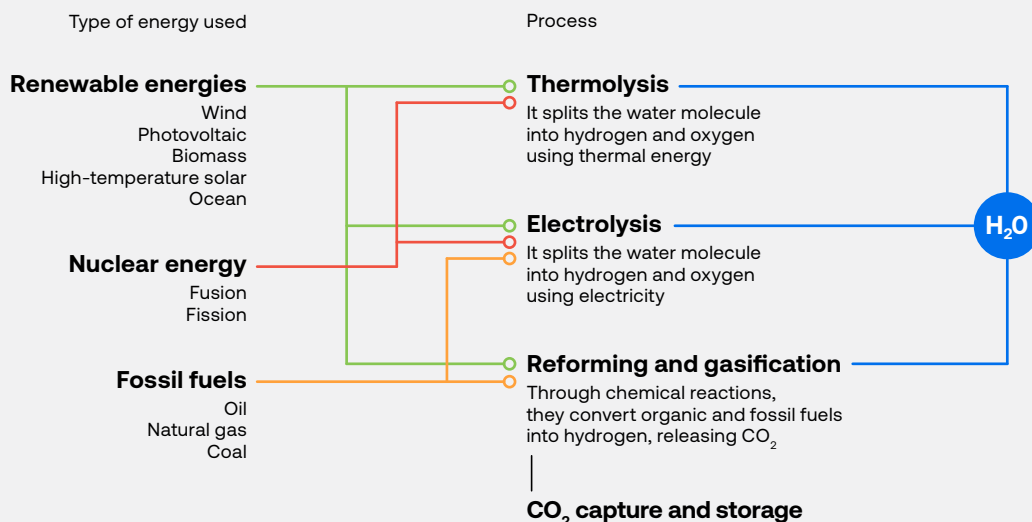 Type of energy used
Process
Renewable energies
Wind
Photovoltaic
Biomass
High-temperature solar
Ocean
Nuclear energy
Fusion
Fission
Fossil fuels
Oil
Natural gas
Coal
Thermolysis
It splits the water molecule
into hydrogen and oxygen
using thermal energy
Electrolysis
It splits the water molecule
into hydrogen and oxygen
using electricity
Reforming and gasification
Through chemical reactions,
they convert organic and fossil fuels
into hydrogen, releasing CO₂
CO₂ capture and storage
H₂0